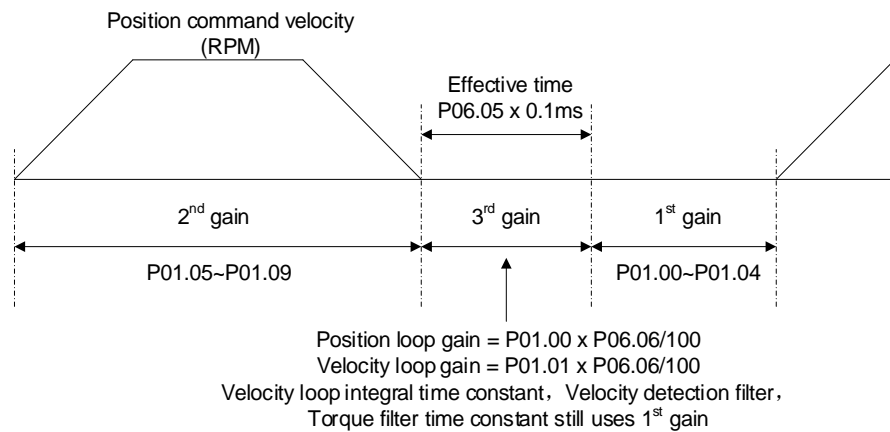 Position command velocity
(RPM)
Effective time
P06.05 x 0.1ms
2nd gain
3rd gain
1st gain
P01.05~P01.09
P01.00~P01.04
Position loop gain = P01.00 x P06.06/100
Velocity loop gain = P01.01 x P06.06/100
Velocity loop integral time constant，Velocity detection filter，
Torque filter time constant still uses 1st gain